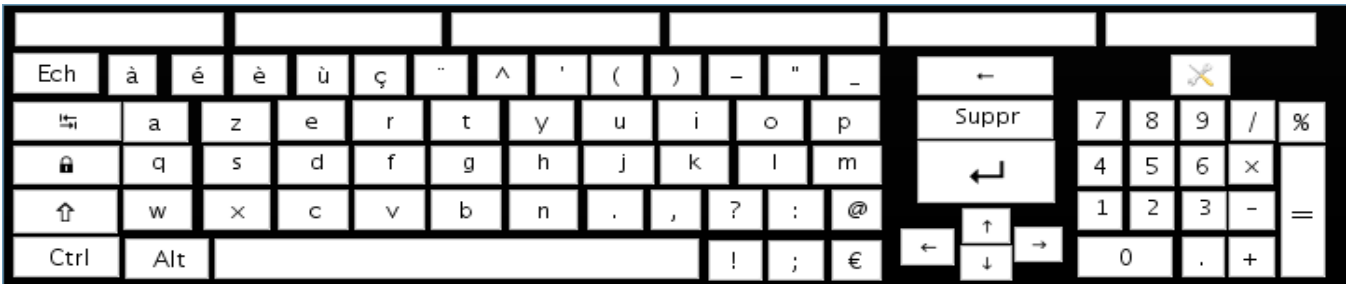 Ech à é è ù ç ¨ ^ ' ( ) – " _ ←
↹ a z e r t y u i o p Suppr 7 8 9 / %
q s d f g h j k l m ↵ 4 5 6 × =
⇧ w x c v b n . , ? : @ ↑ 1 2 3 –
Ctrl Alt ! ; € ← ↓ → 0 . +